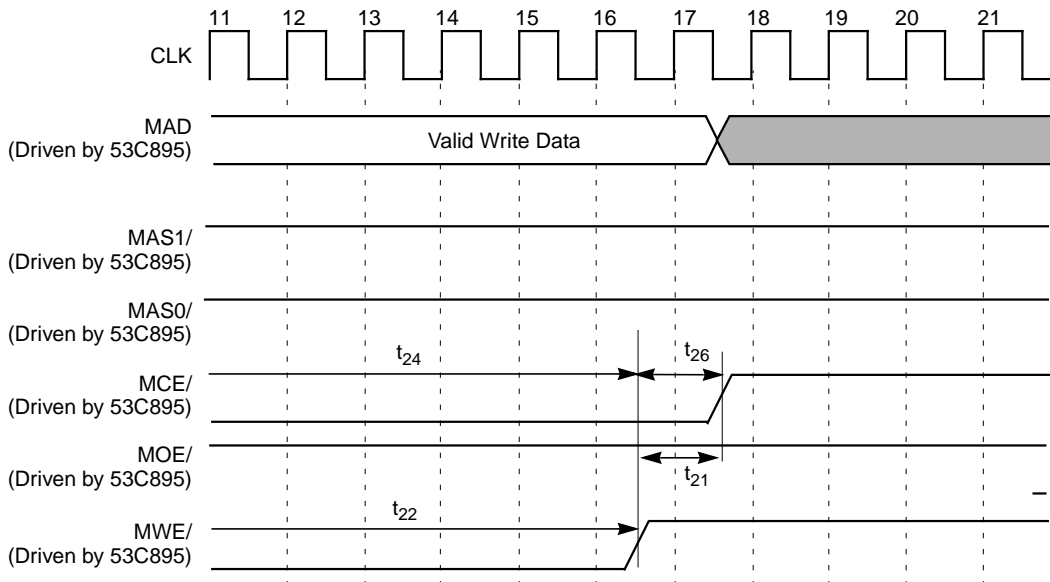 11 12 13 14 15 16 17 18 19 20 21
CLK
MAD
(Driven by 53C895)
Valid Write Data
MAS1/
(Driven by 53C895)
MAS0/
(Driven by 53C895)
t24
t26
MCE/
(Driven by 53C895)
MOE/
(Driven by 53C895)
t21
t22
MWE/
(Driven by 53C895)